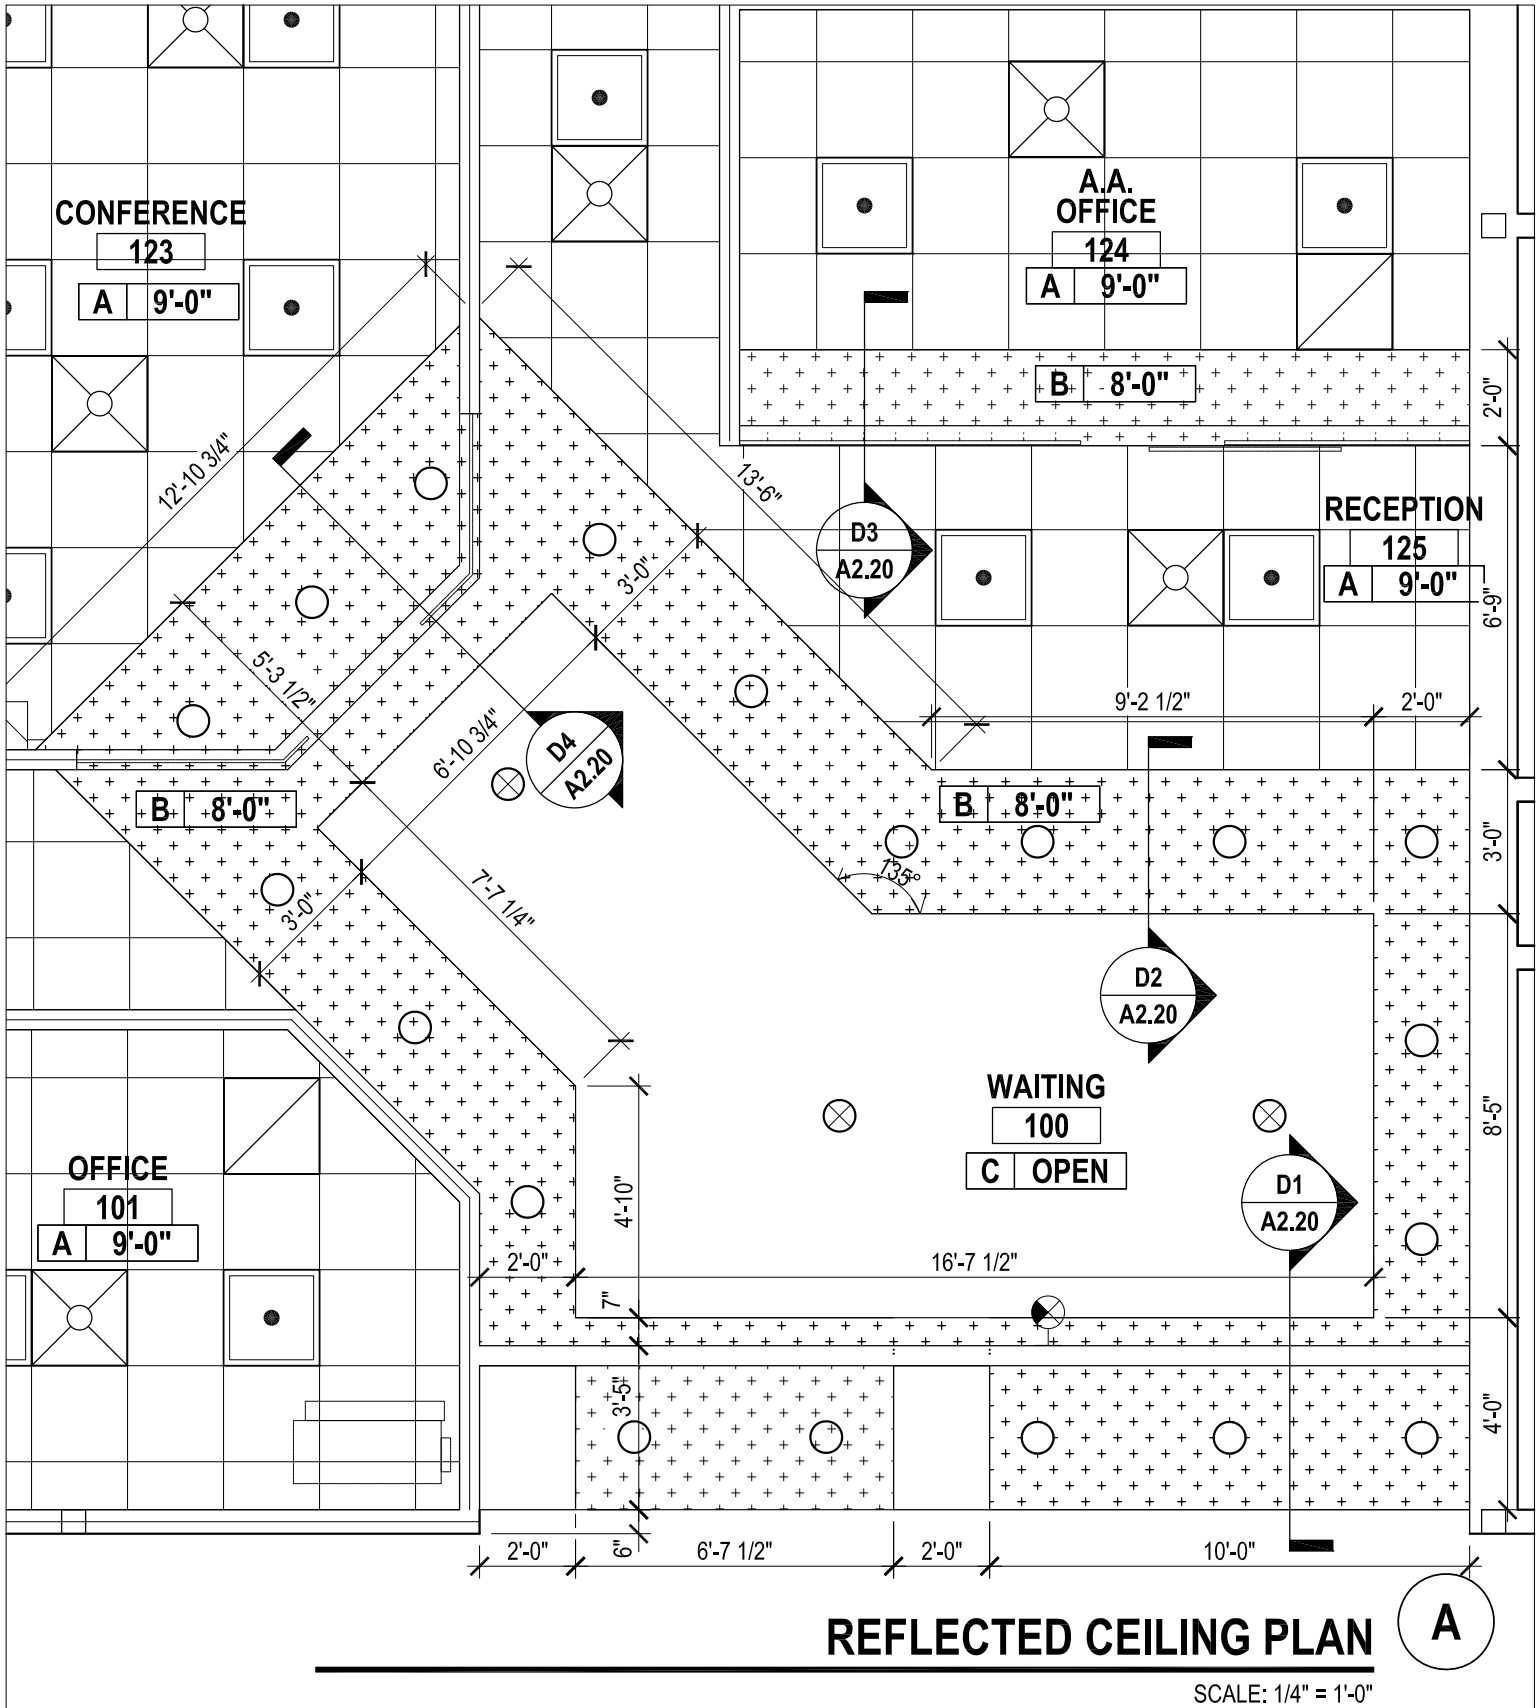 CONFERENCE
123
A 9'-0"
A.A.
OFFICE
124
A 9'-0"
B 8'-0"
2'-0"
12'-10 3/4"
13'-6"
D3
A2.20
RECEPTION
125
A 9'-0"
6'-9"
3'-0"
5'-3 1/2"
6'-10 3/4"
D4
A2.20
9'-2 1/2"
2'-0"
B 8'-0"
B 8'-0"
3'-0"
135°
7'-7 1/4"
3'-0"
D2
A2.20
WAITING
100
C OPEN
8'-5"
OFFICE
101
A 9'-0"
4'-10"
D1
A2.20
2'-0"
16'-7 1/2"
7"
3'-5"
4'-0"
2'-0"
6"
6'-7 1/2"
2'-0"
10'-0"
REFLECTED CEILING PLAN
A
SCALE: 1/4" = 1'-0"